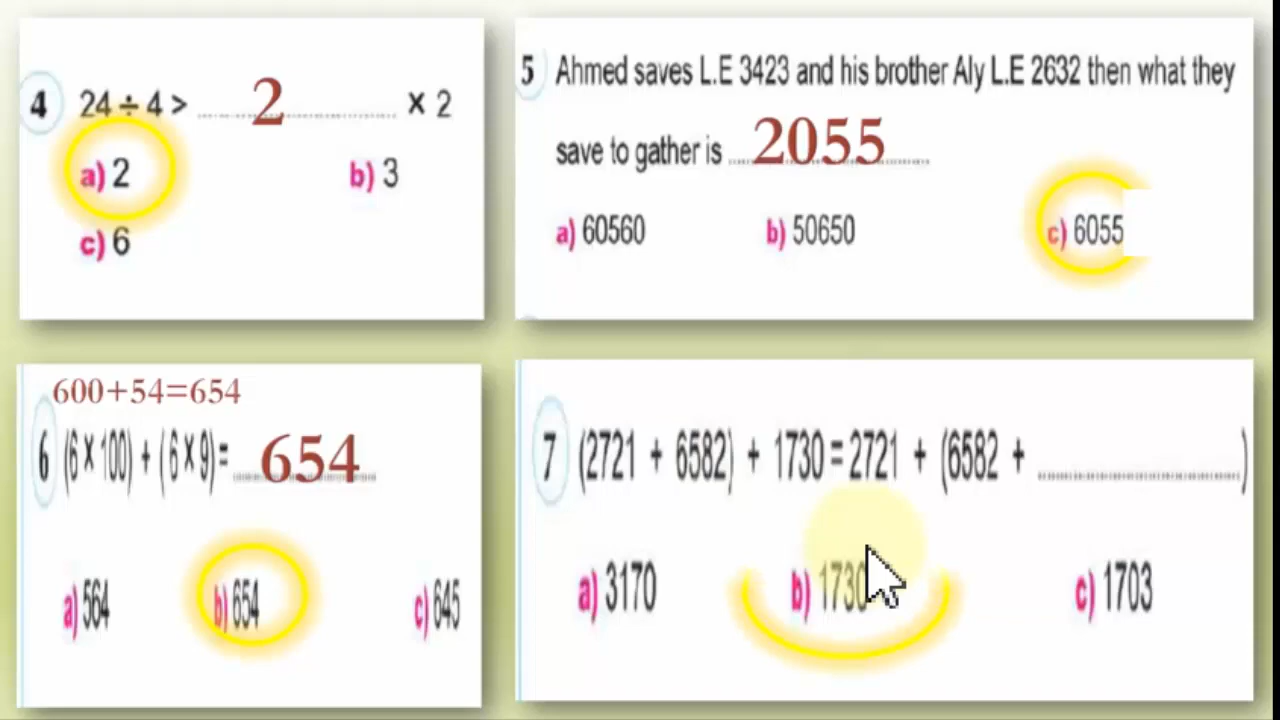 4 24 ÷ 4 > 2 × 2
a) 2 b) 3
c) 6
5 Ahmed saves L.E 3423 and his brother Aly L.E 2632 then what they
save to gather is 2055
a) 60560 b) 50650 c) 6055
600+54=654
6 (6 × 100) + (6 × 9) = 654
a) 564 b) 654 c) 645
7 (2721 + 6582) + 1730 = 2721 + (6582 + ..............)
a) 3170 b) 1730 c) 1703